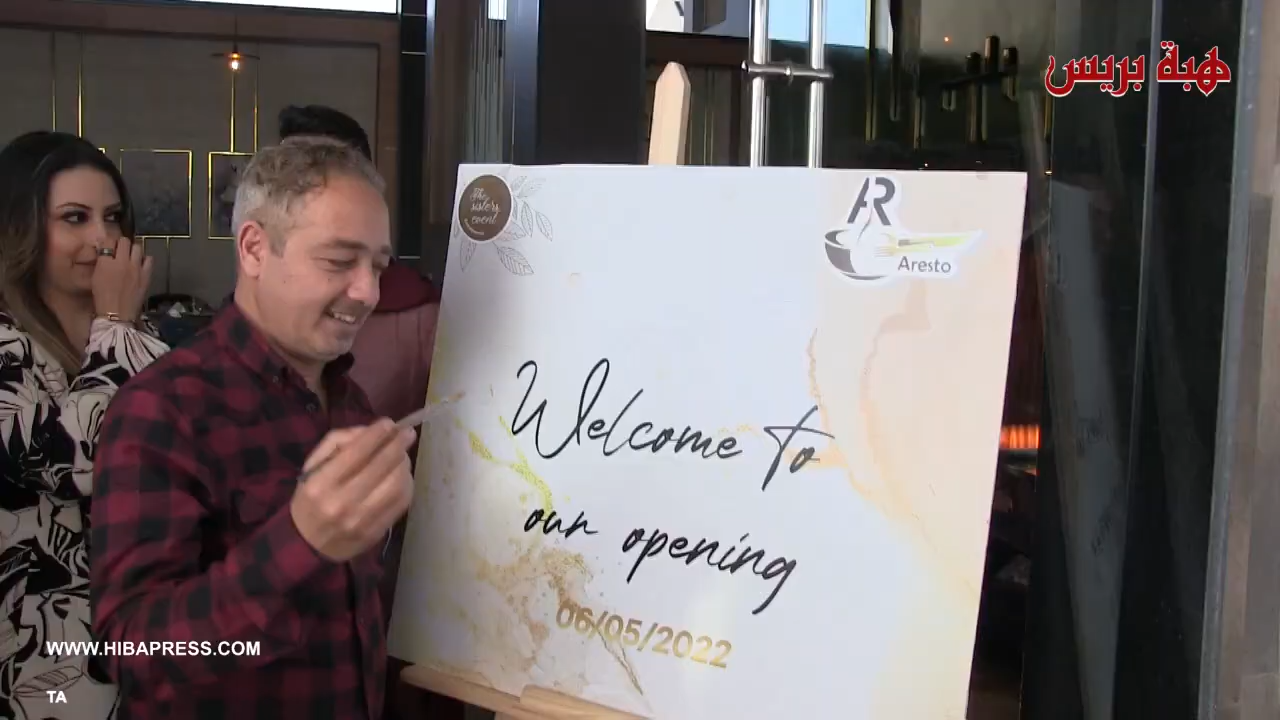 هبة بريس
The
sisters
event
AR
Aresto
Welcome to
our opening
06/05/2022
WWW.HIBAPRESS.COM
TA